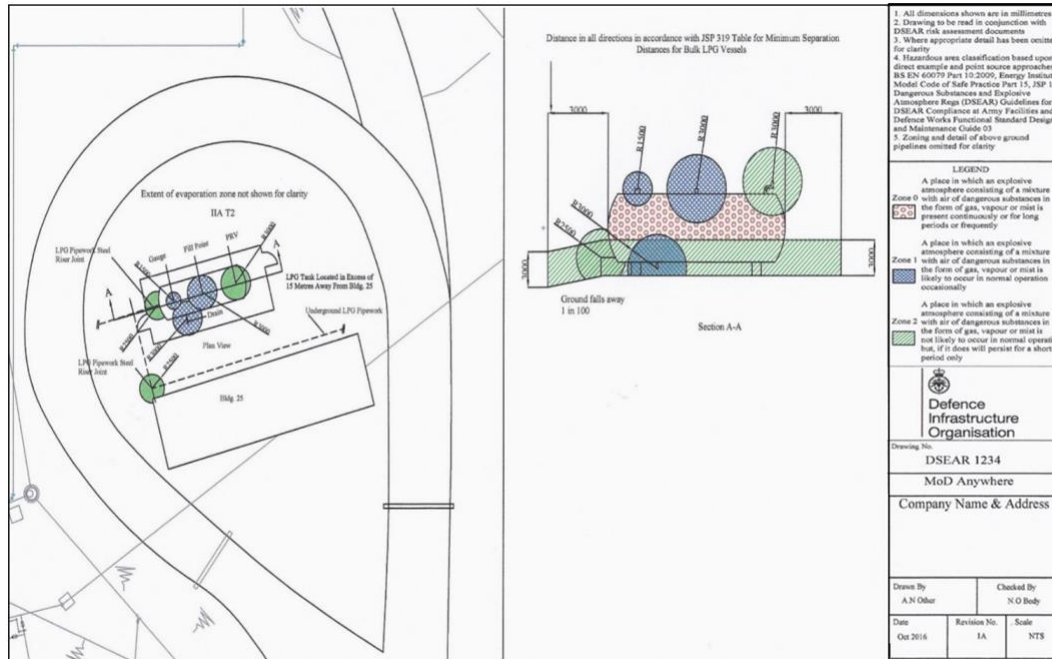 Extent of evaporation zone not shown for clarity
IIA T2
LPG Pipework Steel
Riser Joint
Gauge
Fill Point
PRV
R3000
A
LPG Tank Located in Excess of
15 Metres Away From Bldg. 25
R1500
A
Underground LPG Pipework
Drain
R3000
R2500
R3000
Plan View
LPG Pipework Steel
Riser Joint
R2500
Bldg. 25
Distance in all directions in accordance with JSP 319 Table for Minimum Separation
Distances for Bulk LPG Vessels
3000
3000
R1500
R3000
R3000
R3000
R2500
3000
3000
Ground falls away
1 in 100
Section A-A
1. All dimensions shown are in millimetres
2. Drawing to be read in conjunction with
DSEAR risk assessment documents
3. Where appropriate detail has been omitte
for clarity
4. Hazardous area classification based upon
direct example and point source approaches
BS EN 60079 Part 10:2009, Energy Institut
Model Code of Safe Practice Part 15, JSP 1
Dangerous Substances and Explosive
Atmosphere Regs (DSEAR) Guidelines for
DSEAR Compliance at Army Facilities and
Defence Works Functional Standard Design
and Maintenance Guide 03
5. Zoning and detail of above ground
pipelines omitted for clarity
LEGEND
A place in which an explosive
atmosphere consisting of a mixture
Zone 0 with air of dangerous substances in
the form of gas, vapour or mist is
present continuously or for long
periods or frequently
A place in which an explosive
atmosphere consisting of a mixture
Zone 1 with air of dangerous substances in
the form of gas, vapour or mist is
likely to occur in normal operation
occasionally
A place in which an explosive
atmosphere consisting of a mixture
Zone 2 with air of dangerous substances in
the form of gas, vapour or mist is
not likely to occur in normal operati
but, if it does will persist for a short
period only
Defence
Infrastructure
Organisation
Drawing No.
DSEAR 1234
MoD Anywhere
Company Name & Address
Drawn By
A.N Other
Checked By
N.O Body
Date
Oct 2016
Revision No.
1A
Scale
NTS